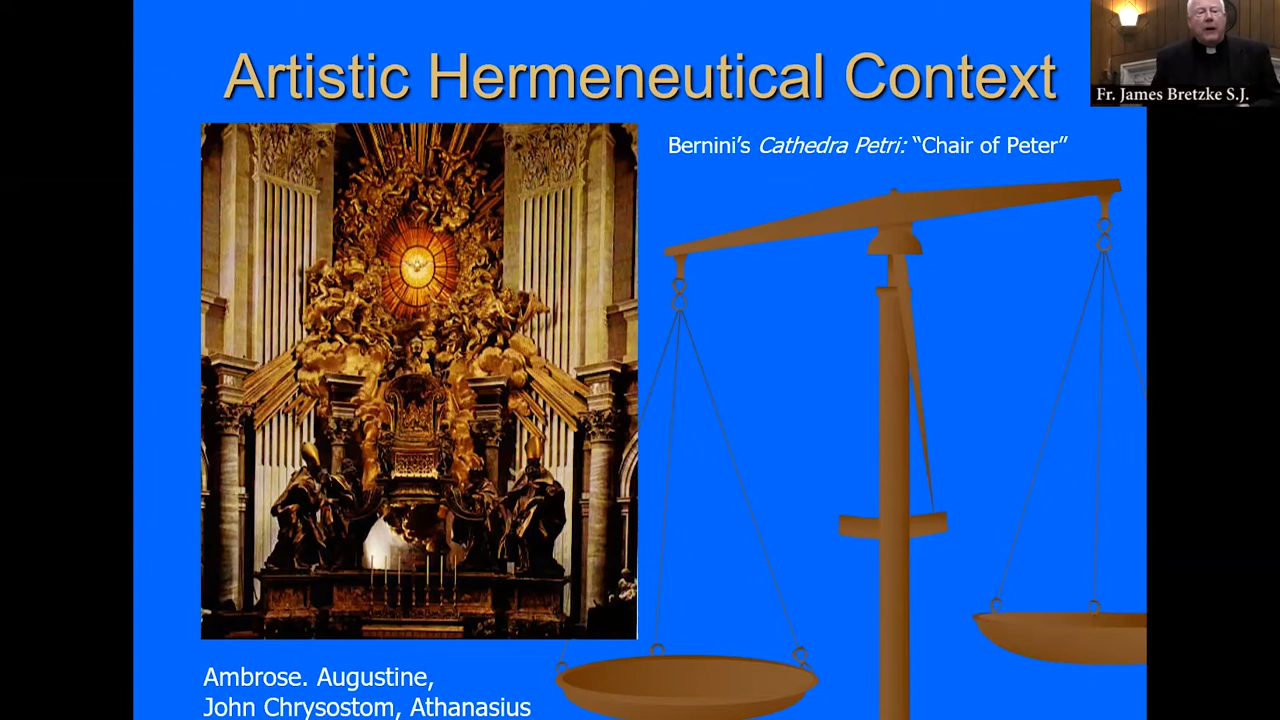 Artistic Hermeneutical Context
Fr. James Bretzke S.J.
Bernini's Cathedra Petri: “Chair of Peter”
Ambrose. Augustine,
John Chrysostom, Athanasius